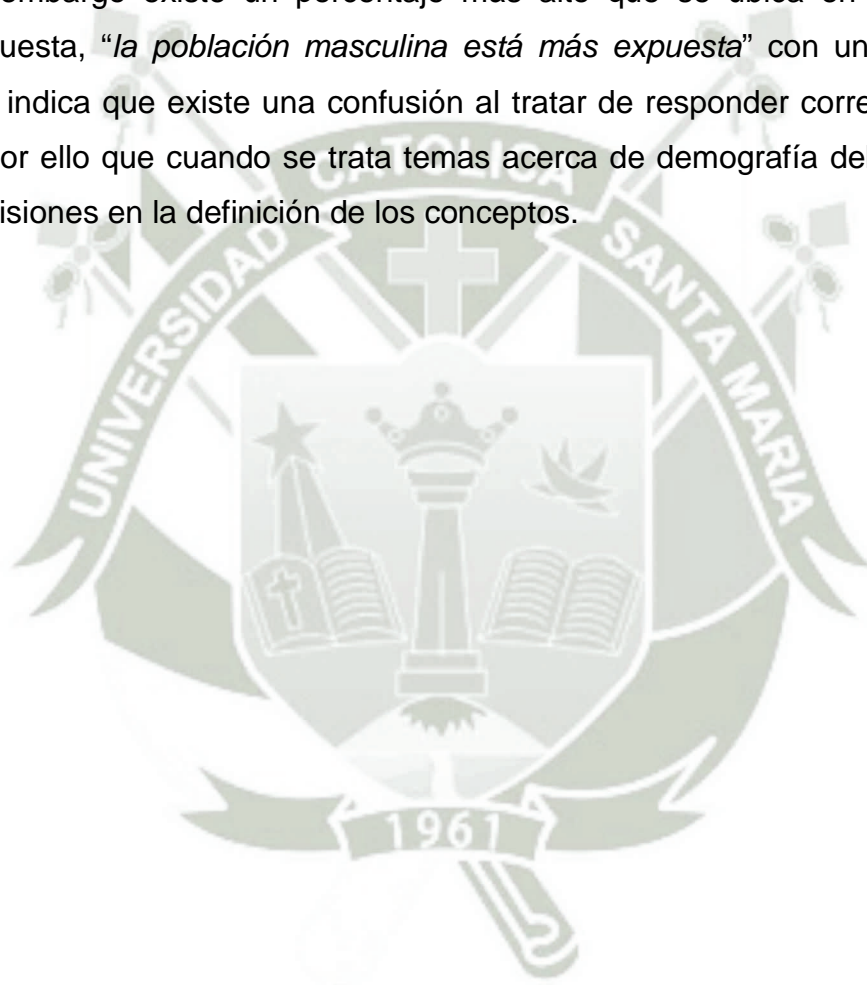 embargo existe un porcentaje más alto que se ubica en
uesta, “la población masculina está más expuesta” con un
indica que existe una confusión al tratar de responder corre
or ello que cuando se trata temas acerca de demografía del
isiones en la definición de los conceptos.
UNIVERSIDAD CATOLICA SANTA MARIA
1961